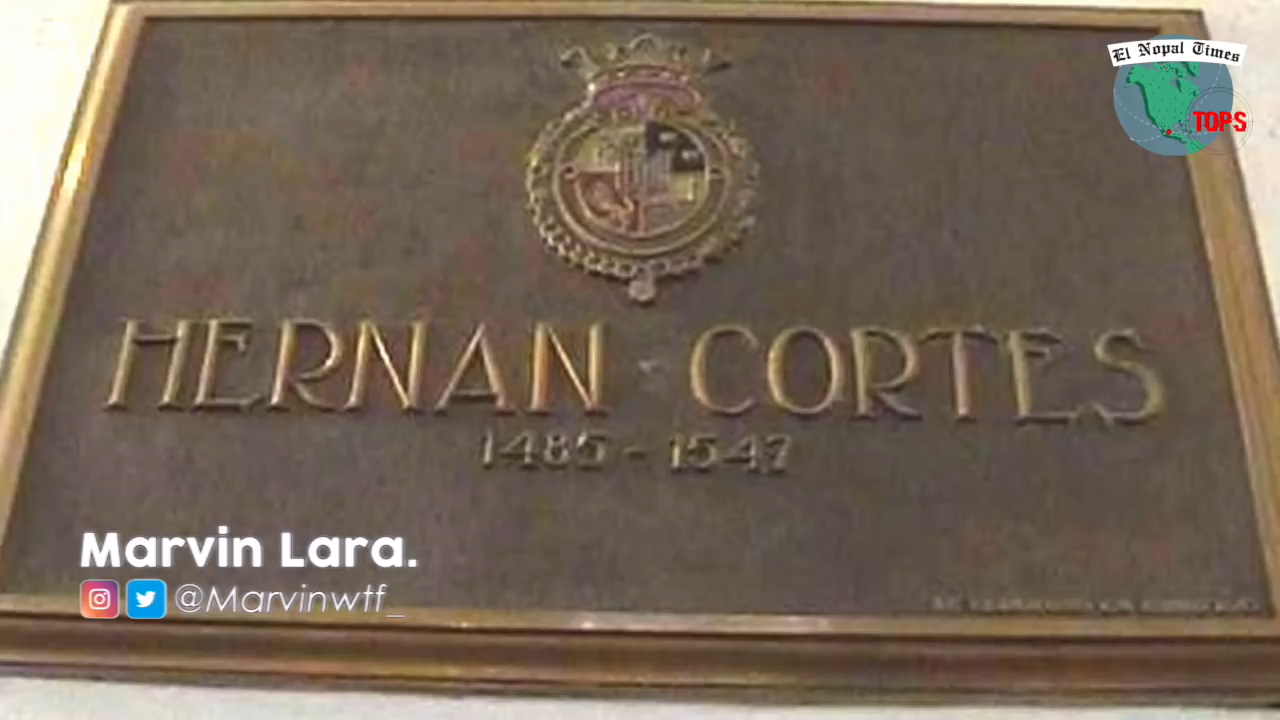 El Nopal Times
TOPS
HERNAN CORTES
1485 - 1547
Marvin Lara.
@Marvinwtf_